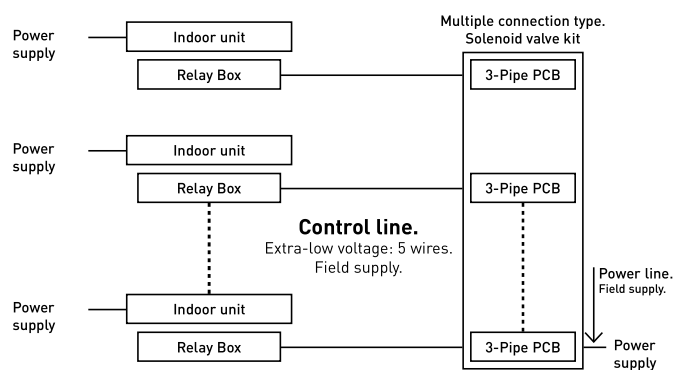 Multiple connection type.
Solenoid valve kit
Power
supply
Indoor unit
Relay Box
3-Pipe PCB
Power
supply
Indoor unit
Relay Box
3-Pipe PCB
Control line.
Extra-low voltage: 5 wires.
Field supply.
Power line.
Field supply.
Power
supply
Indoor unit
Relay Box
3-Pipe PCB
Power
supply